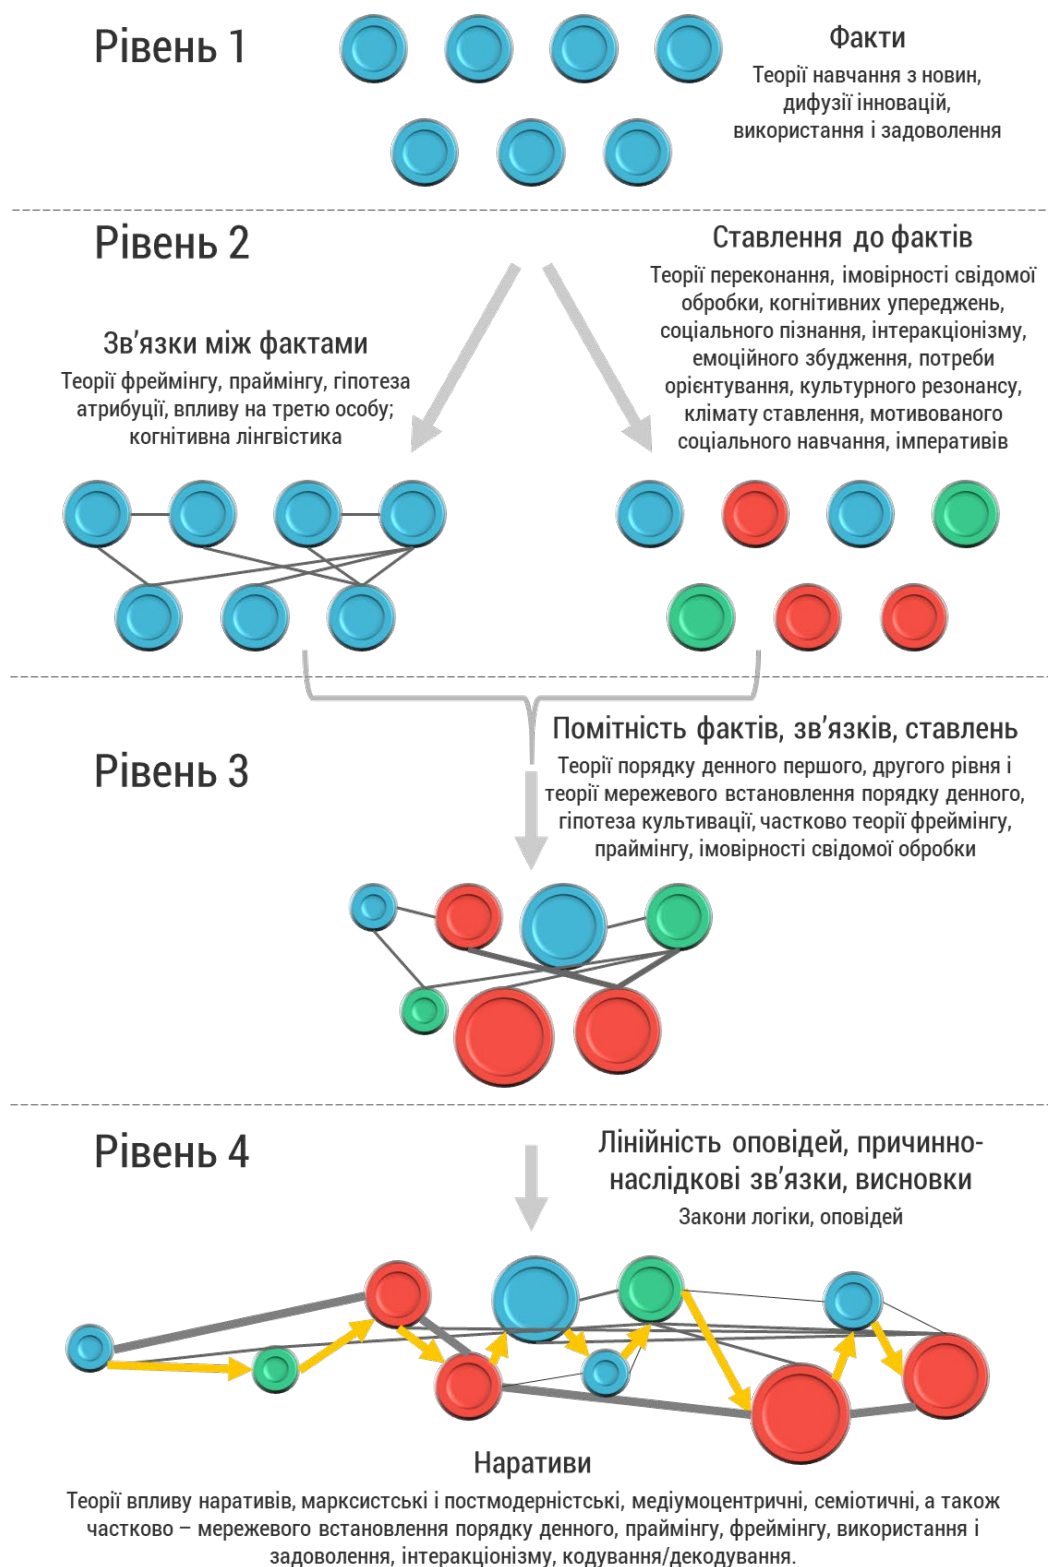 Рівень 1
Факти
Теорії навчання з новин,
дифузії інновацій,
використання і задоволення
Рівень 2
Ставлення до фактів
Теорії переконання, імовірності свідомої
обробки, когнітивних упереджень,
соціального пізнання, інтеракціонізму,
емоційного збудження, потреби
орієнтування, культурного резонансу,
клімату ставлення, мотивованого
соціального навчання, імперативів
Зв’язки між фактами
Теорії фреймінгу, праймінгу, гіпотеза
атрибуції, впливу на третю особу;
когнітивна лінгвістика
Рівень 3
Помітність фактів, зв’язків, ставлень
Теорії порядку денного першого, другого рівня і
теорії мережевого встановлення порядку денного,
гіпотеза культивації, частково теорії фреймінгу,
праймінгу, імовірності свідомої обробки
Рівень 4
Лінійність оповідей, причинно-
наслідкові зв’язки, висновки
Закони логіки, оповідей
Наративи
Теорії впливу наративів, марксистські і постмодерністські, медіумоцентричні, семіотичні, а також
частково – мережевого встановлення порядку денного, праймінгу, фреймінгу, використання і
задоволення, інтеракціонізму, кодування/декодування.